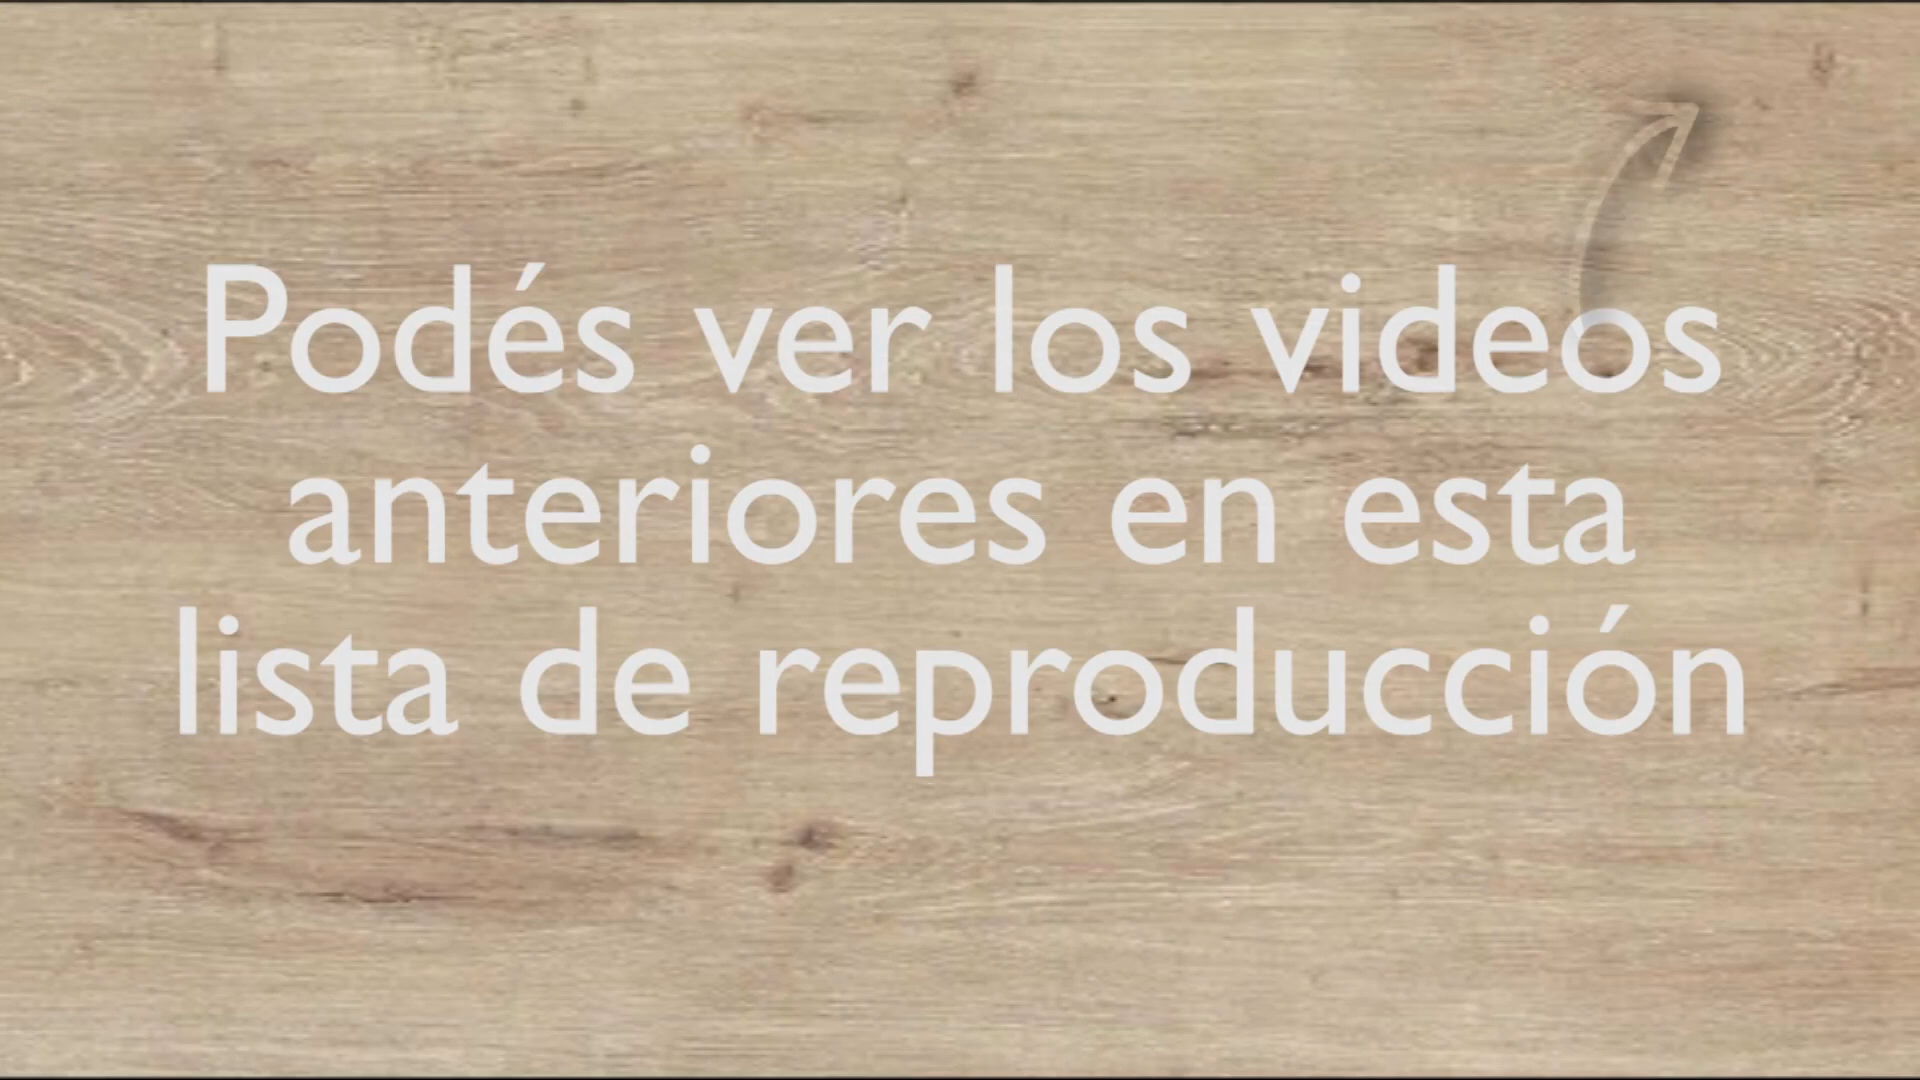 Podés ver los videos
anteriores en esta
lista de reproducción